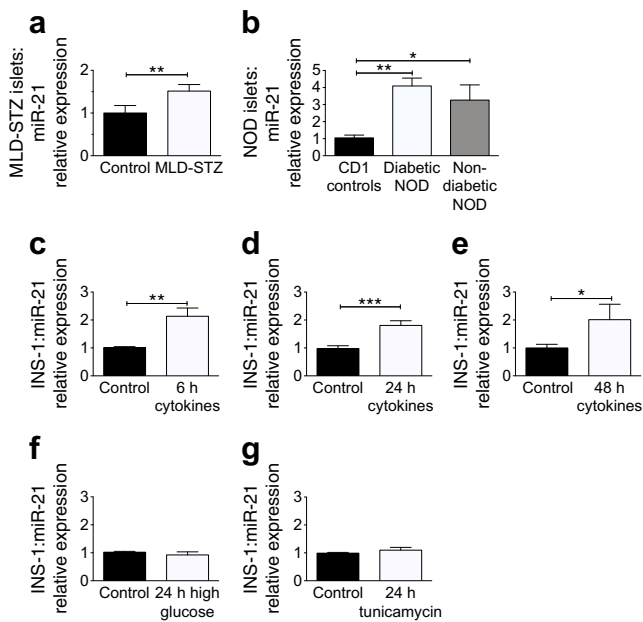 a
MLD-STZ islets:
miR-21
relative expression
2
1
0
**
Control MLD-STZ
b
NOD islets:
miR-21
relative expression
5
4
3
2
1
0
*
**
CD1
controls
Diabetic
NOD
Non-
diabetic
NOD
c
INS-1:miR-21
relative expression
3
2
1
0
**
Control
6 h
cytokines
d
INS-1:miR-21
relative expression
3
2
1
0
***
Control
24 h
cytokines
e
INS-1:miR-21
relative expression
3
2
1
0
*
Control
48 h
cytokines
f
INS-1:miR-21
relative expression
3
2
1
0
Control
24 h high
glucose
g
INS-1:miR-21
relative expression
3
2
1
0
Control
24 h
tunicamycin